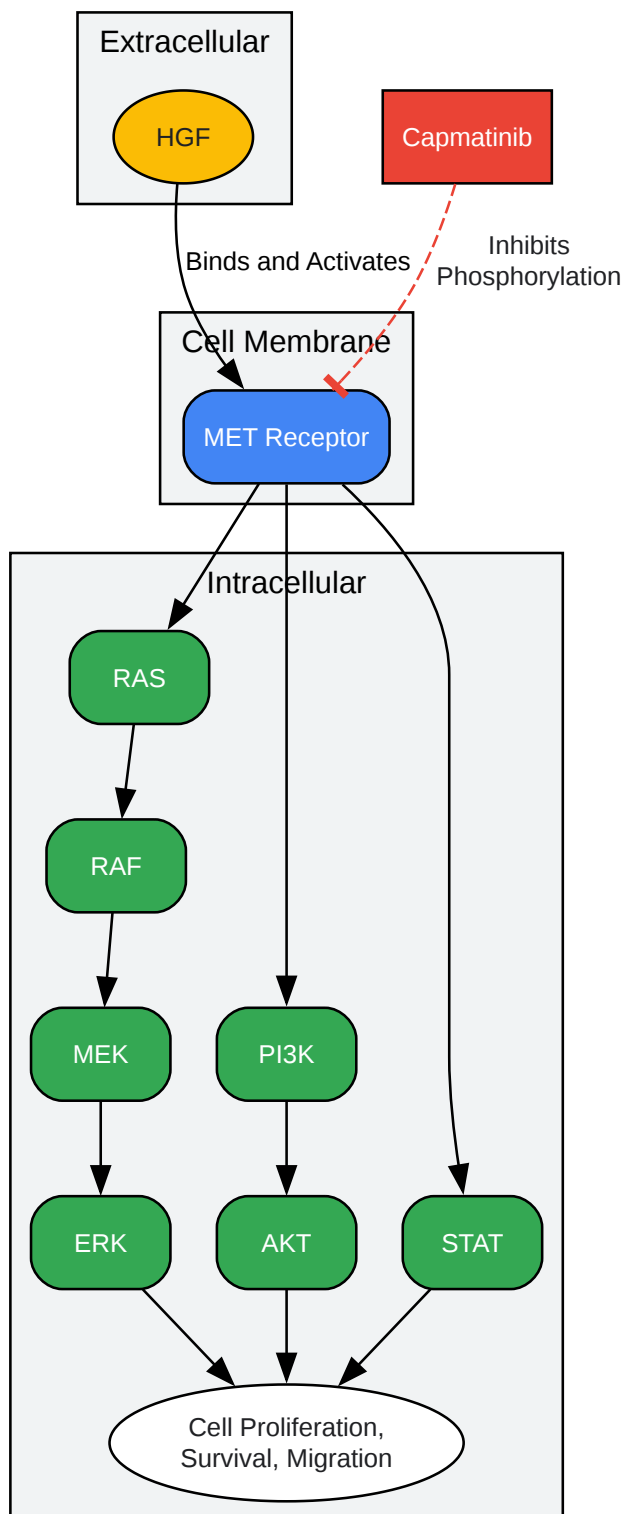 Extracellular
HGF
Capmatinib
Binds and Activates
Inhibits
Phosphorylation
Cell Membrane
MET Receptor
Intracellular
RAS
RAF
MEK
PI3K
ERK
AKT
STAT
Cell Proliferation,
Survival, Migration